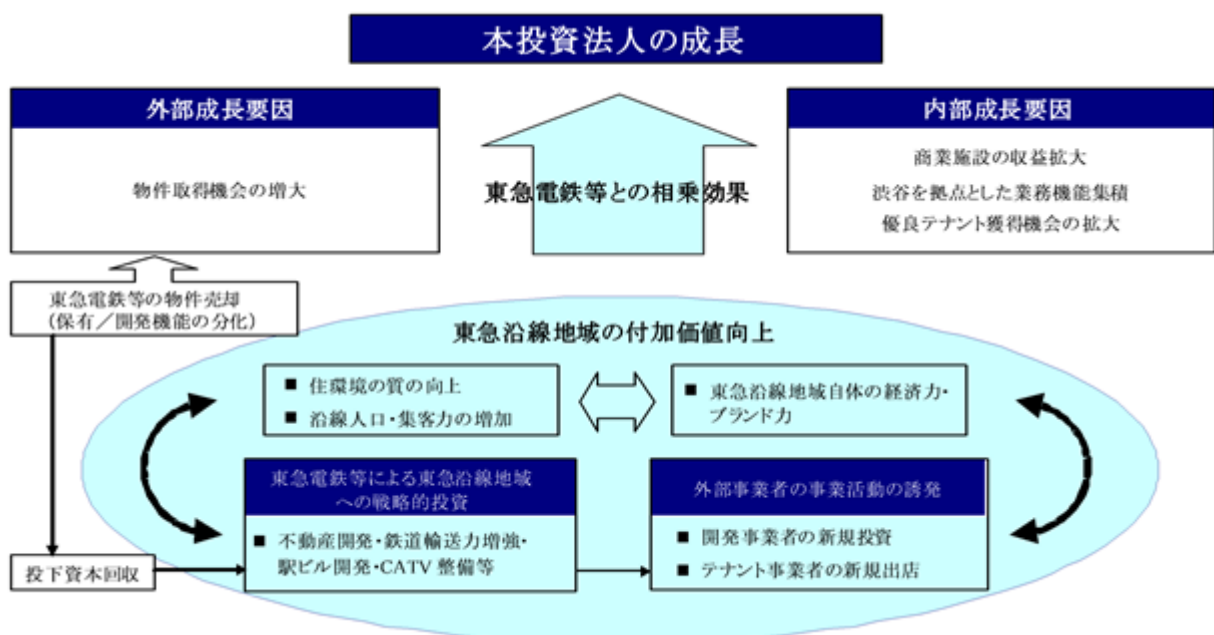 本投資法人の成長
外部成長要因
物件取得機会の増大
内部成長要因
商業施設の収益拡大
渋谷を拠点とした業務機能集積
優良テナント獲得機会の拡大
東急電鉄等との相乗効果
東急電鉄等の物件売却
(保有／開発機能の分化)
東急沿線地域の付加価値向上
■ 住環境の質の向上
■ 沿線人口・集客力の増加
■ 東急沿線地域自体の経済力・
ブランド力
東急電鉄等による東急沿線地域
への戦略的投資
■ 不動産開発・鉄道輸送力増強・
駅ビル開発・CATV 整備等
外部事業者の事業活動の誘発
■ 開発事業者の新規投資
■ テナント事業者の新規出店
投下資本回収